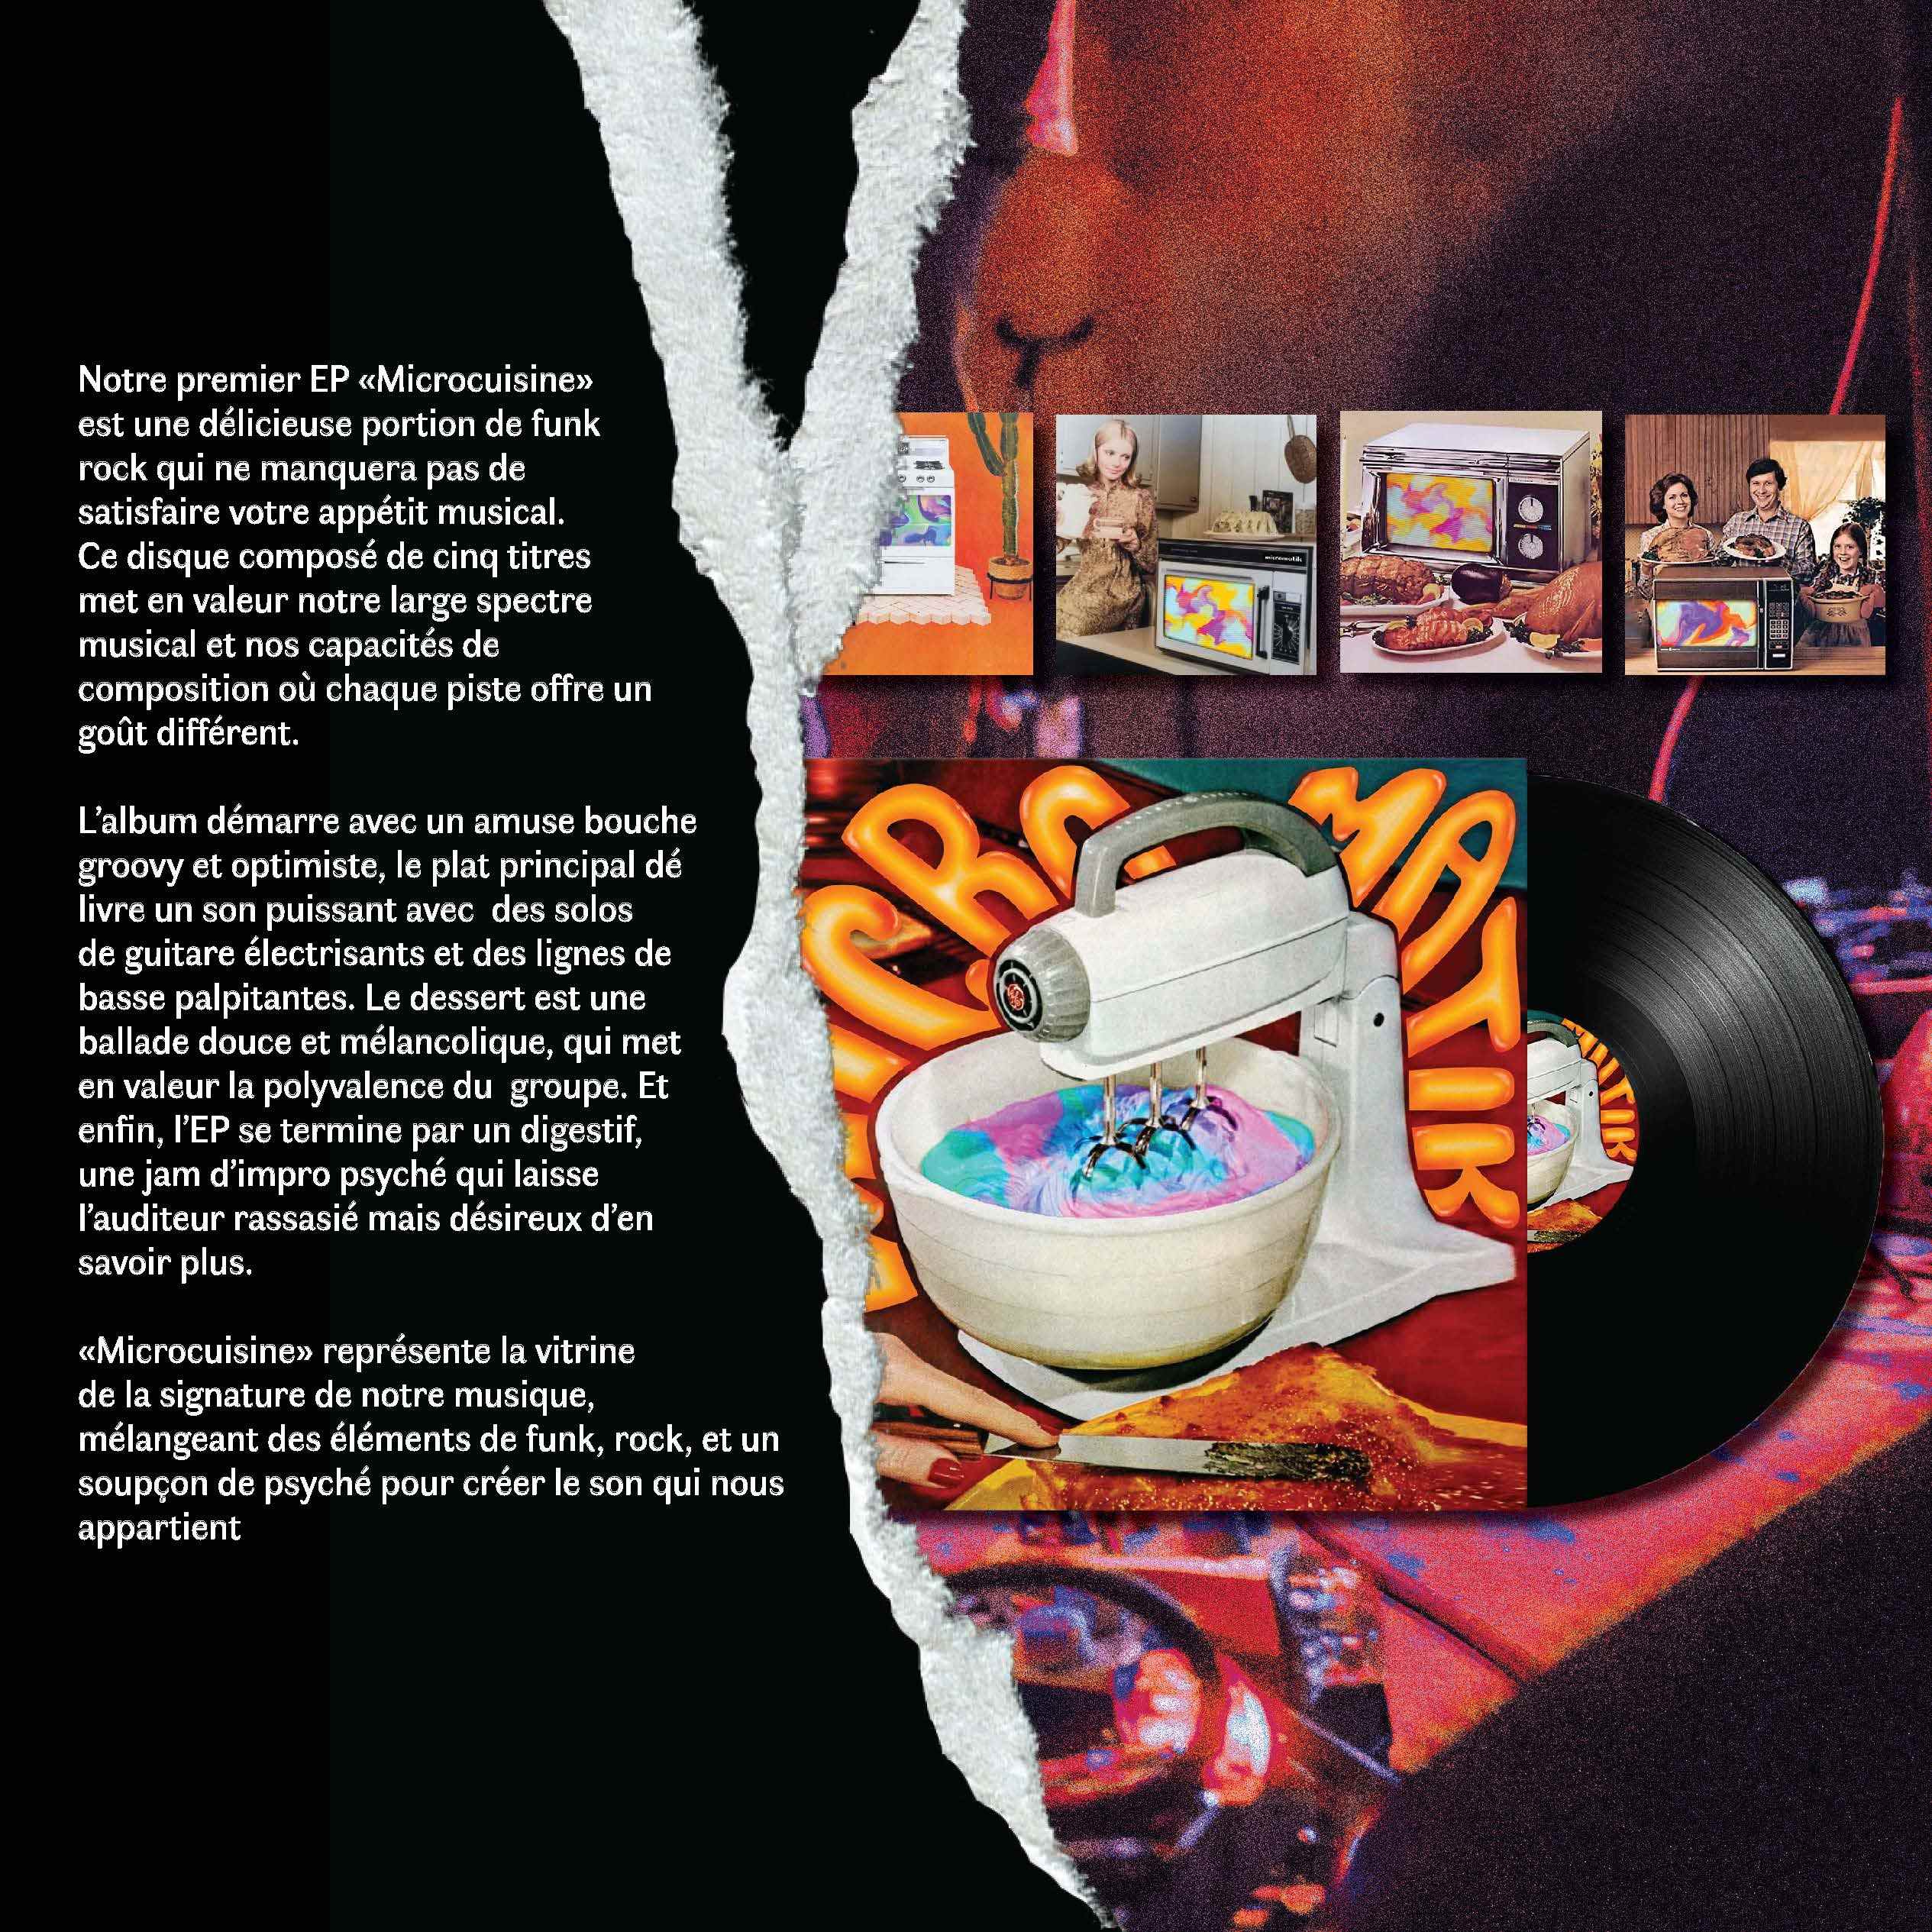 Notre premier EP «Microcuisine»
est une délicieuse portion de funk
rock qui ne manquera pas de
satisfaire votre appétit musical.
Ce disque composé de cinq titres
met en valeur notre large spectre
musical et nos capacités de
composition où chaque piste offre un
goût différent.
L’album démarre avec un amuse bouche
groovy et optimiste, le plat principal dé
livre un son puissant avec  des solos
de guitare électrisants et des lignes de
basse palpitantes. Le dessert est une
ballade douce et mélancolique, qui met
en valeur la polyvalence du  groupe. Et
enfin, l’EP se termine par un digestif,
une jam d’impro psyché qui laisse
l’auditeur rassasié mais désireux d’en
savoir plus.
«Microcuisine» représente la vitrine
de la signature de notre musique,
mélangeant des éléments de funk, rock, et un
soupçon de psyché pour créer le son qui nous
appartient
micromatik
MICRO MATIK
MATIK